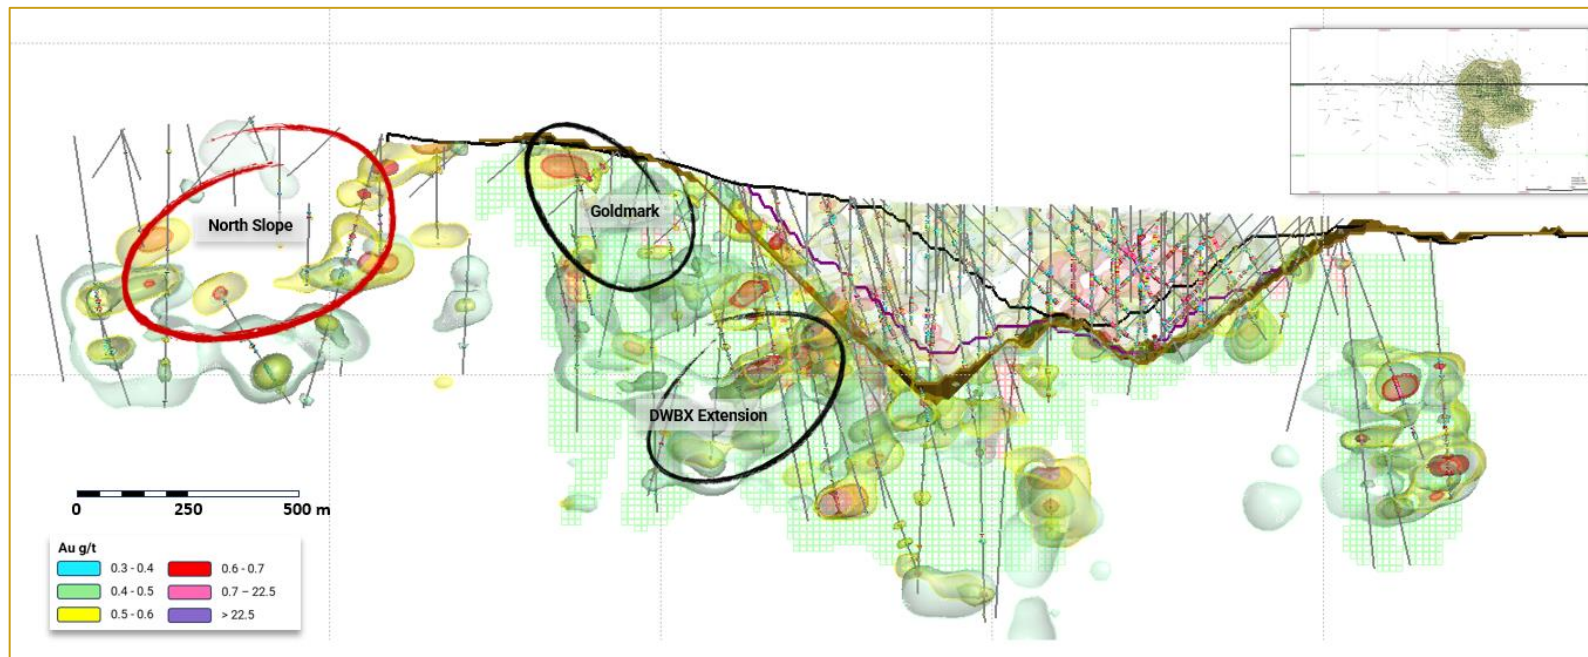 North Slope
Goldmark
DWBX Extension
0 250 500 m
Au g/t
0.3 - 0.4 0.6 - 0.7
0.4 - 0.5 0.7 – 22.5
0.5 - 0.6 > 22.5